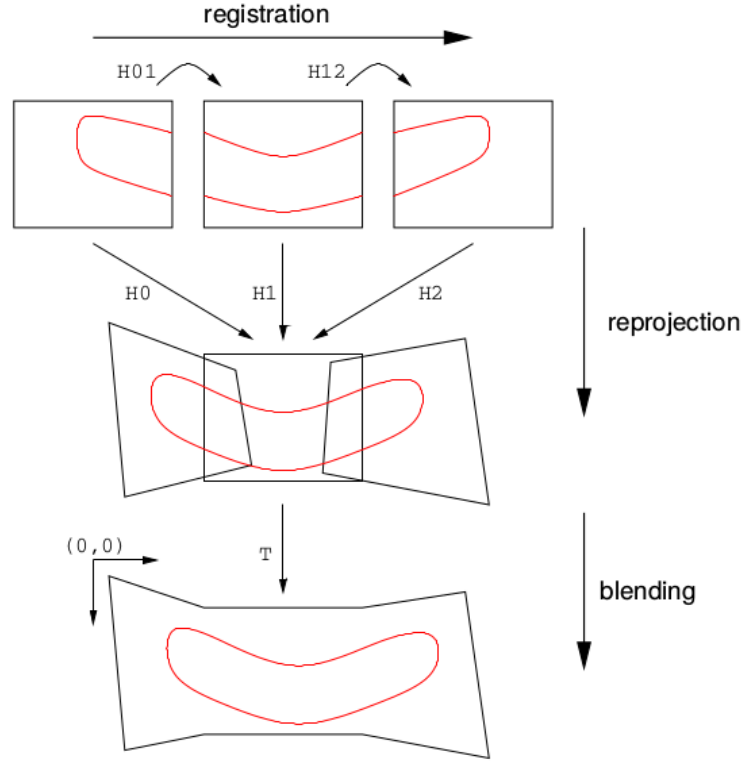 registration
H01
H12
H0
H1
H2
reprojection
(0,0)
T
blending